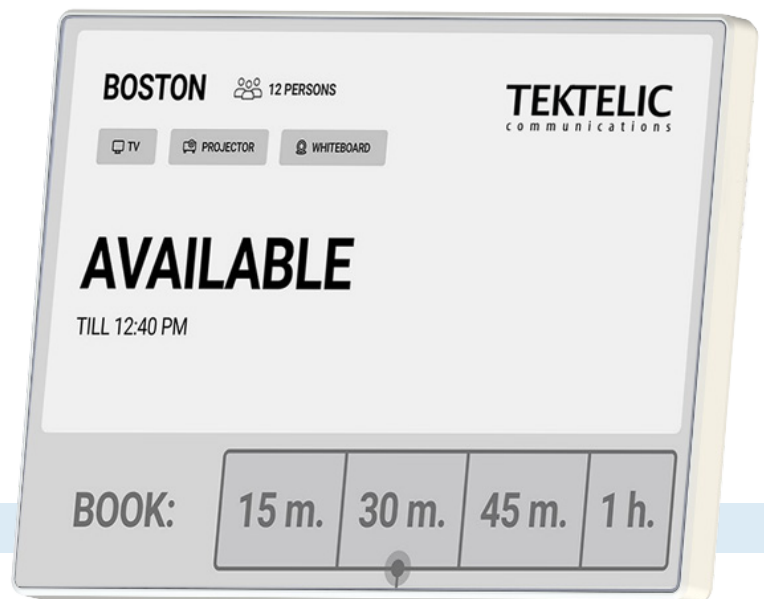 BOSTON 12 PERSONS
TEKTELIC
communications
TV PROJECTOR WHITEBOARD
AVAILABLE
TILL 12:40 PM
BOOK: 15 m. 30 m. 45 m. 1 h.